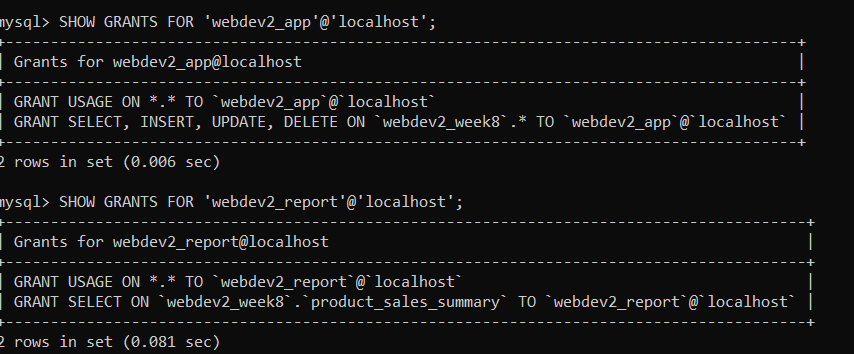 mysql> SHOW GRANTS FOR 'webdev2_app'@'localhost';
+--------------------------------------------------------------------------------------+
| Grants for webdev2_app@localhost                                                     |
+--------------------------------------------------------------------------------------+
| GRANT USAGE ON *.* TO `webdev2_app`@`localhost`                                      |
| GRANT SELECT, INSERT, UPDATE, DELETE ON `webdev2_week8`.* TO `webdev2_app`@`localhost` |
+--------------------------------------------------------------------------------------+
2 rows in set (0.006 sec)
mysql> SHOW GRANTS FOR 'webdev2_report'@'localhost';
+---------------------------------------------------------------------------------------+
| Grants for webdev2_report@localhost                                                   |
+---------------------------------------------------------------------------------------+
| GRANT USAGE ON *.* TO `webdev2_report`@`localhost`                                    |
| GRANT SELECT ON `webdev2_week8`.`product_sales_summary` TO `webdev2_report`@`localhost` |
+---------------------------------------------------------------------------------------+
2 rows in set (0.081 sec)